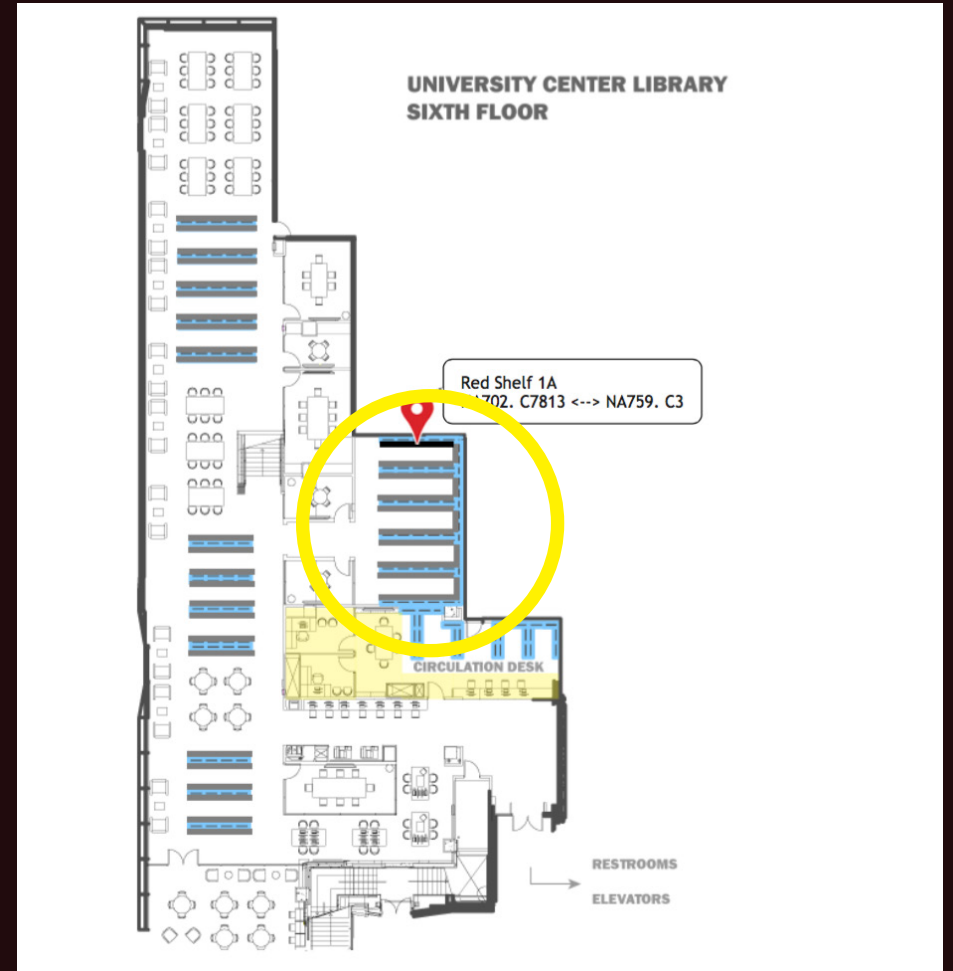 UNIVERSITY CENTER LIBRARY
SIXTH FLOOR
Red Shelf 1A
702. C7813 <--> NA759. C3
CIRCULATION DESK
RESTROOMS
ELEVATORS